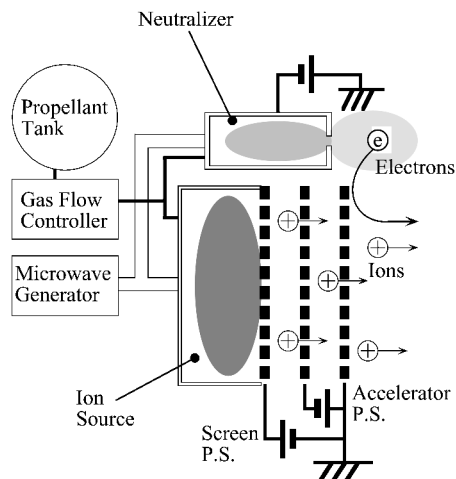 Neutralizer
Propellant
Tank
e
Electrons
Gas Flow
Controller
Microwave
Generator
+
+
+
Ions
+
Ion
Source
Screen
P.S.
Accelerator
P.S.